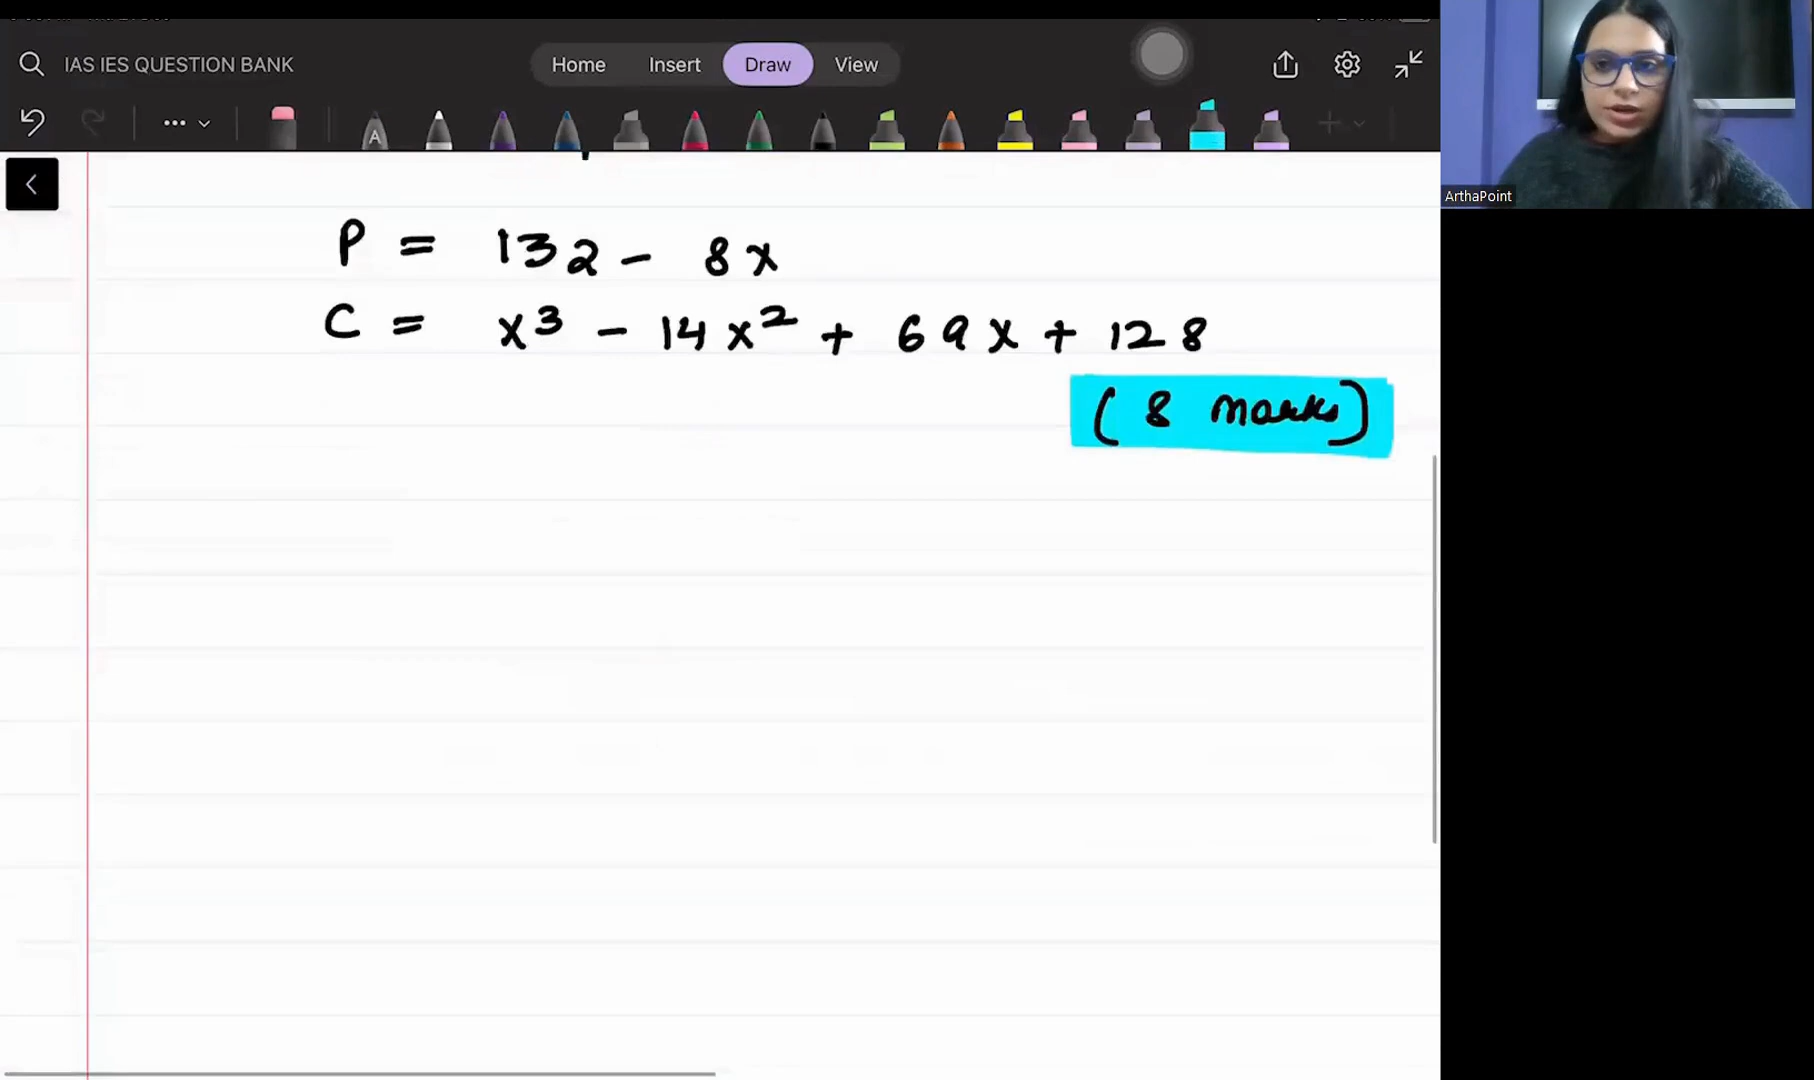 IAS IES QUESTION BANK
Home Insert Draw View
A
ArthaPoint
P = 132 - 8x
C = x³ - 14x² + 69x + 128
(8 marks)